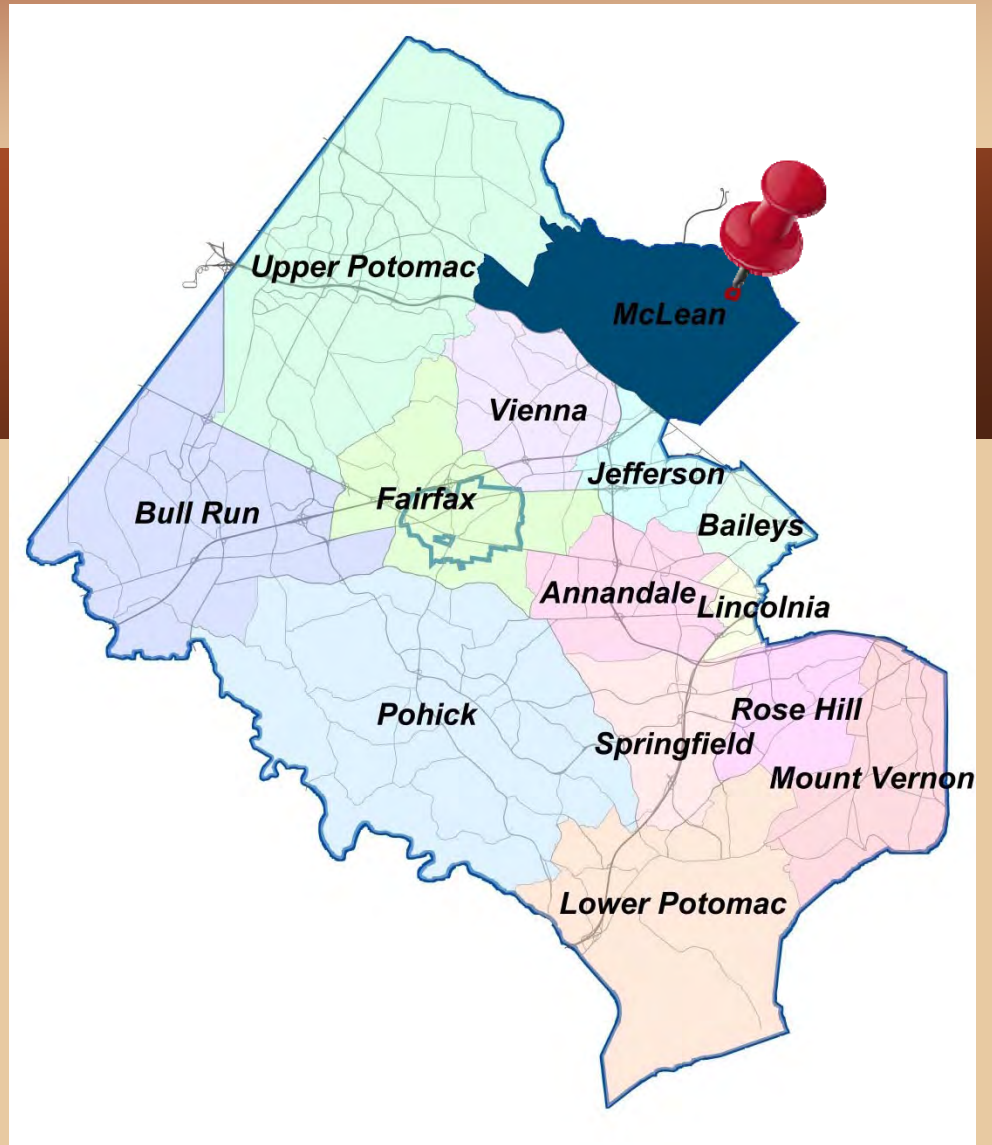 Upper Potomac
McLean
Vienna
Jefferson
Fairfax
Bull Run
Baileys
Annandale
Lincolnia
Pohick
Rose Hill
Springfield
Mount Vernon
Lower Potomac